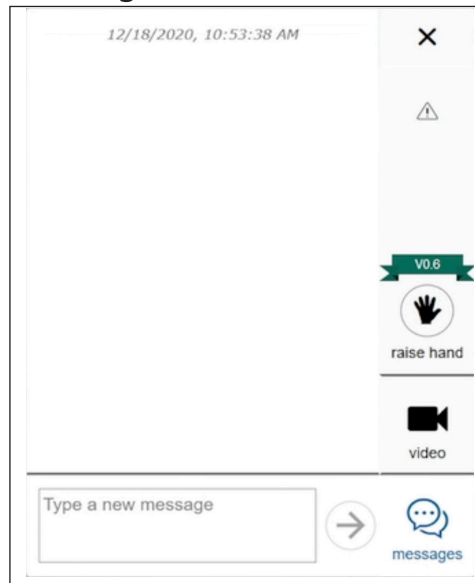 12/18/2020, 10:53:38 AM
V0.6
raise hand
video
Type a new message
messages